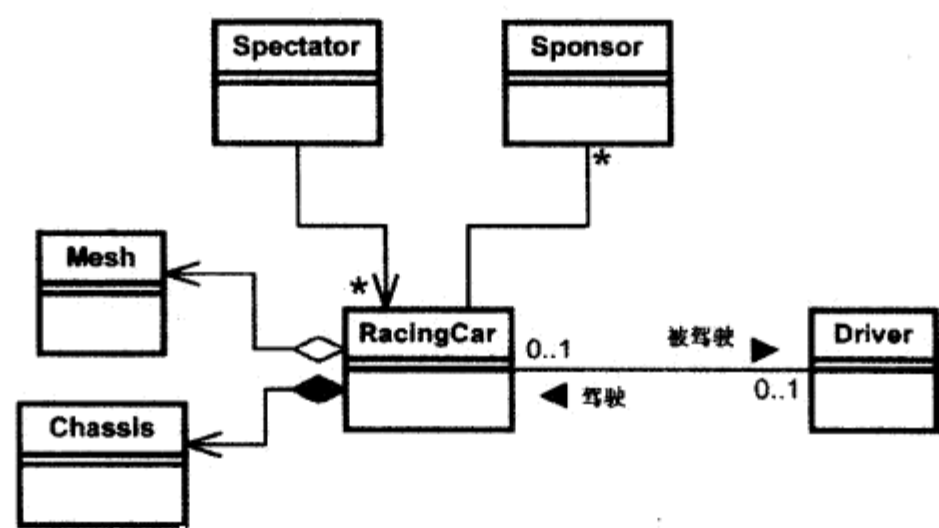 Spectator
Sponsor
*
Mesh
*
RacingCar
0..1
被驾驶 ▶
Driver
◀ 驾驶
0..1
Chassis